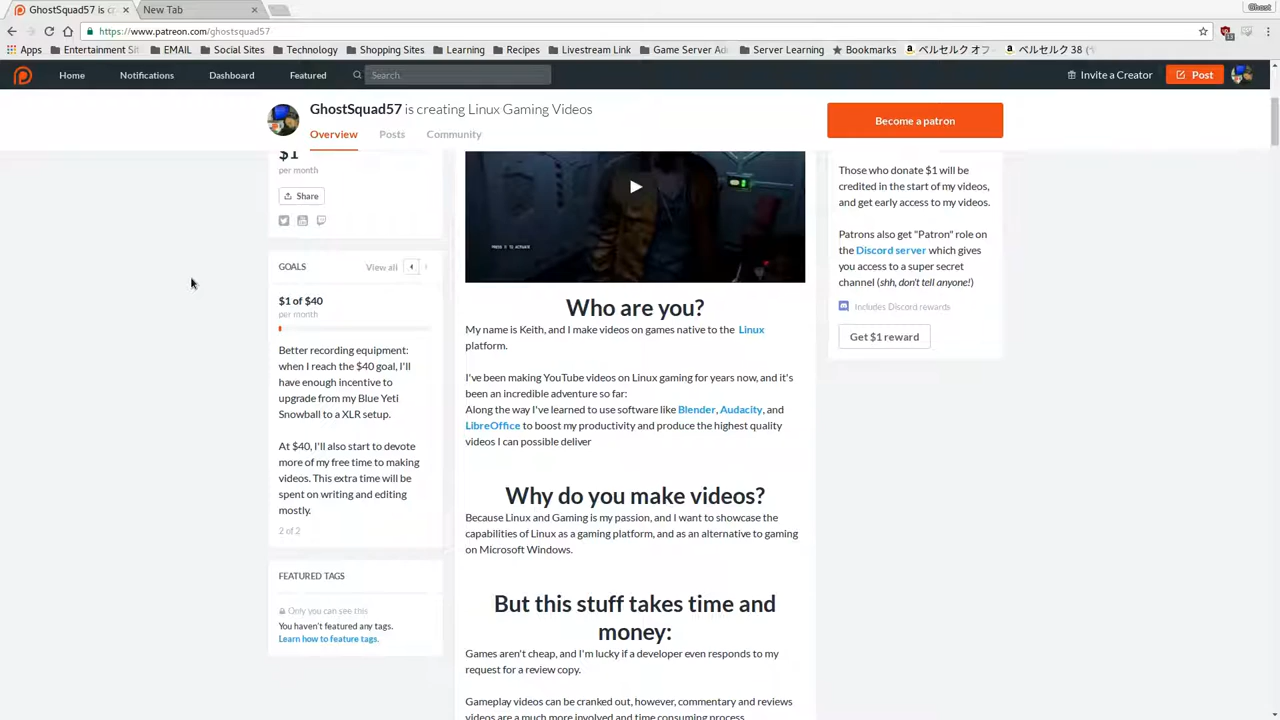 GhostSquad57 is cr
New Tab
Ghost
https://www.patreon.com/ghostsquad57
Apps
Entertainment Sit
EMAIL
Social Sites
Technology
Shopping Sites
Learning
Recipes
Livestream Link
Game Server Ad
Server Learning
Bookmarks
ベルセルク オフ
ベルセルク 38 (
Home
Notifications
Dashboard
Featured
Search.
Invite a Creator
Post
GhostSquad57 is creating Linux Gaming Videos
Overview
Posts
Community
Become a patron
$1
per month
Share
GOALS
View all
$1 of $40
per month
Better recording equipment:
when I reach the $40 goal, I'll
have enough incentive to
upgrade from my Blue Yeti
Snowball to a XLR setup.
At $40, I'll also start to devote
more of my free time to making
videos. This extra time will be
spent on writing and editing
mostly.
2 of 2
FEATURED TAGS
Only you can see this
You haven't featured any tags.
Learn how to feature tags.
Who are you?
My name is Keith, and I make videos on games native to the Linux
platform.
I've been making YouTube videos on Linux gaming for years now, and it's
been an incredible adventure so far:
Along the way I've learned to use software like Blender, Audacity, and
LibreOffice to boost my productivity and produce the highest quality
videos I can possible deliver
Why do you make videos?
Because Linux and Gaming is my passion, and I want to showcase the
capabilities of Linux as a gaming platform, and as an alternative to gaming
on Microsoft Windows.
But this stuff takes time and
money:
Games aren't cheap, and I'm lucky if a developer even responds to my
request for a review copy.
Gameplay videos can be cranked out, however, commentary and reviews
videos are a much more involved and time consuming process
Those who donate $1 will be
credited in the start of my videos,
and get early access to my videos.
Patrons also get "Patron" role on
the Discord server which gives
you access to a super secret
channel (shh, don't tell anyone!)
Includes Discord rewards
Get $1 reward